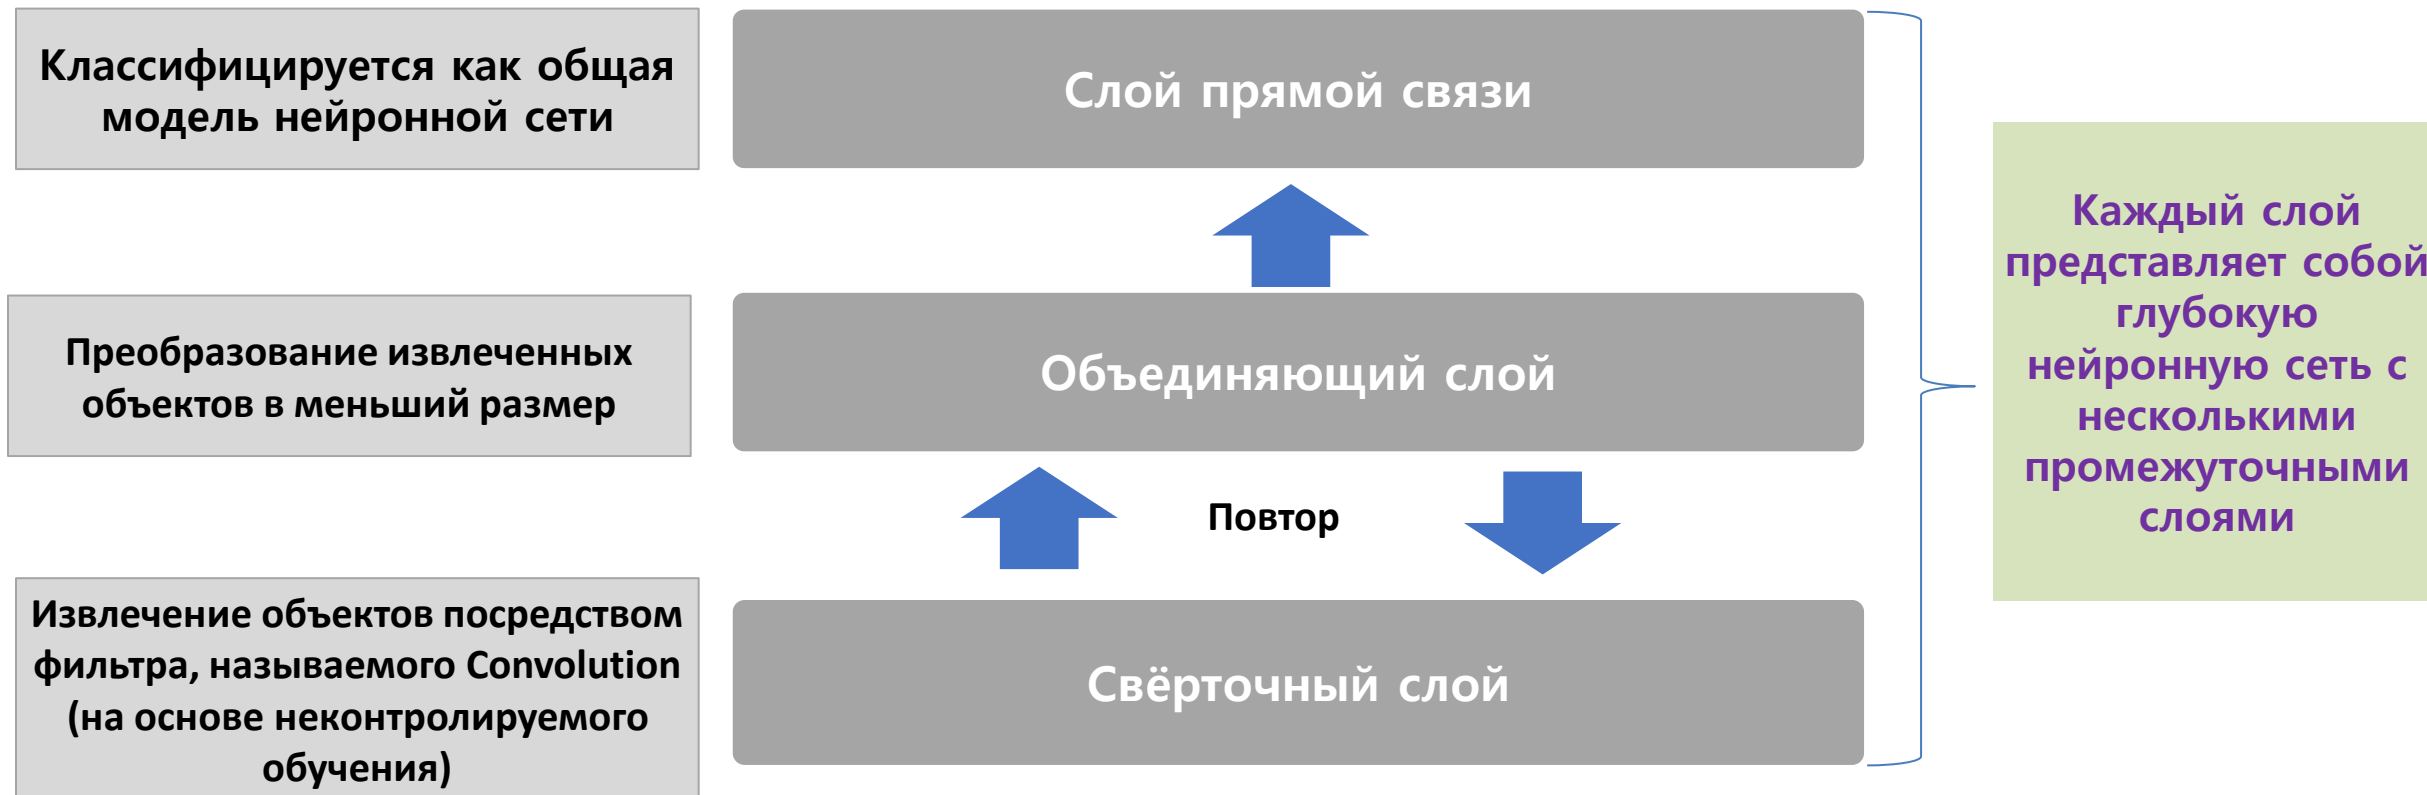 Классифицируется как общая
модель нейронной сети
Слой прямой связи
Каждый слой
представляет собой
глубокую
нейронную сеть с
несколькими
промежуточными
слоями
Преобразование извлеченных
объектов в меньший размер
Объединяющий слой
Повтор
Извлечение объектов посредством
фильтра, называемого Convolution
(на основе неконтролируемого
обучения)
Свёрточный слой